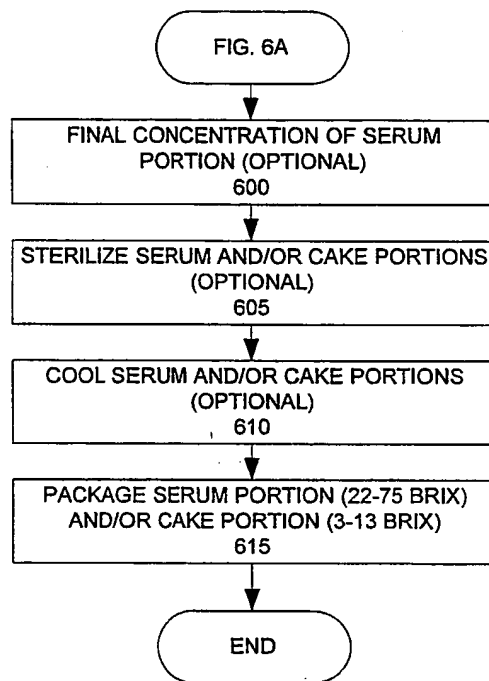 FIG. 6A
FINAL CONCENTRATION OF SERUM
PORTION (OPTIONAL)
600
STERILIZE SERUM AND/OR CAKE PORTIONS
(OPTIONAL)
605
COOL SERUM AND/OR CAKE PORTIONS
(OPTIONAL)
610
PACKAGE SERUM PORTION (22-75 BRIX)
AND/OR CAKE PORTION (3-13 BRIX)
615
END